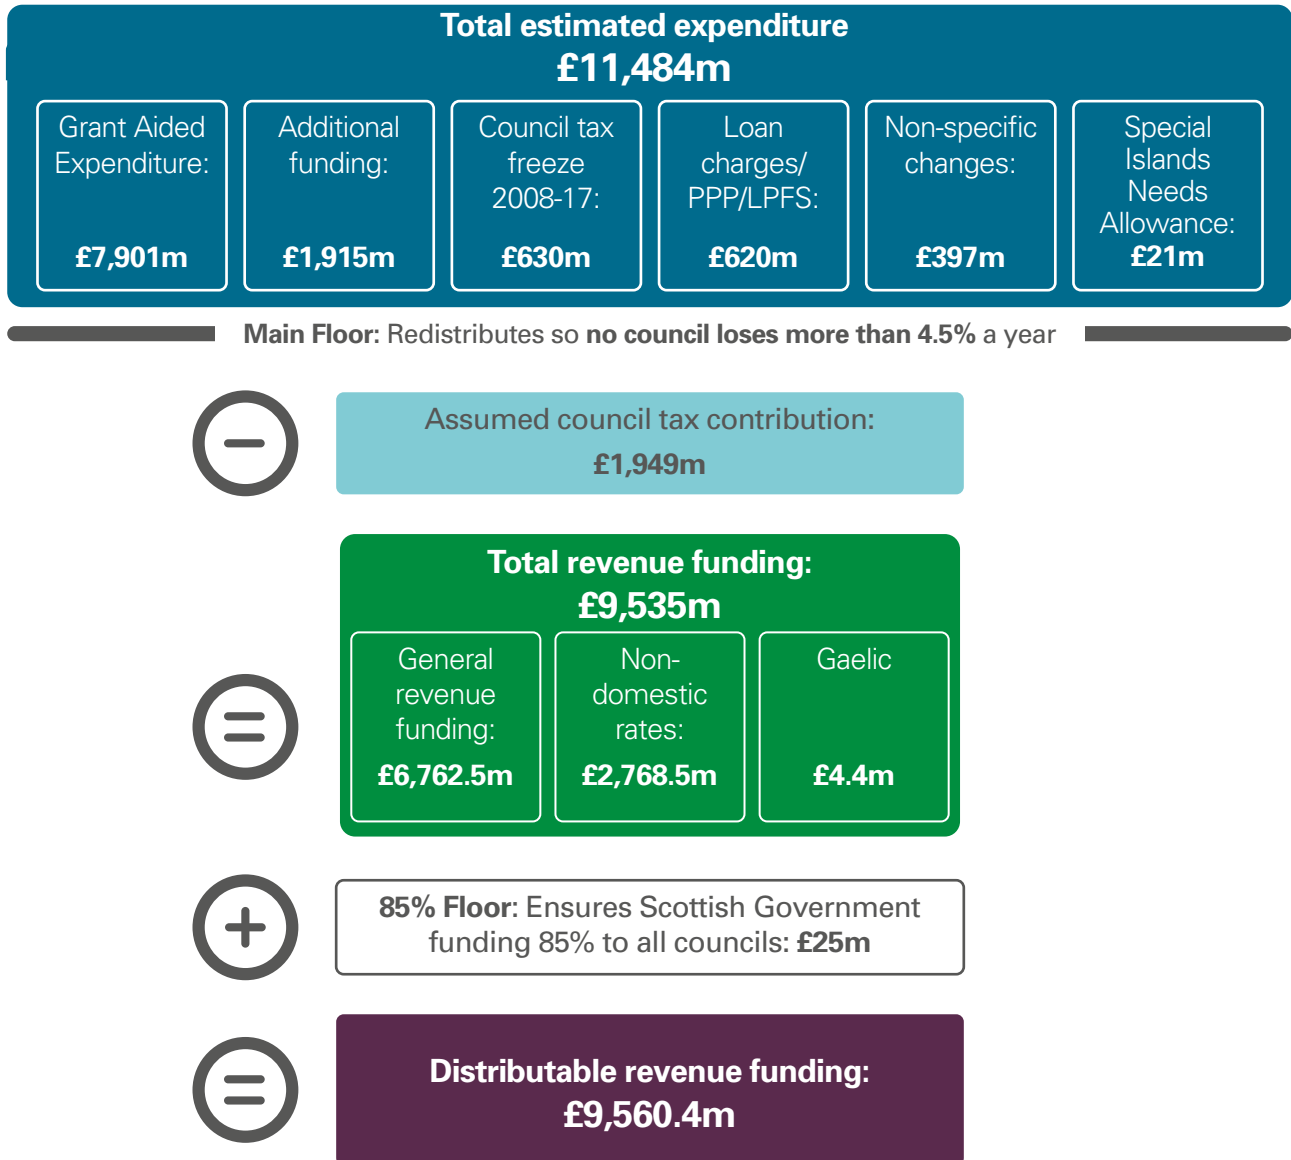 Total estimated expenditure
£11,484m
Grant Aided
Expenditure:
£7,901m
Additional
funding:
£1,915m
Council tax
freeze
2008-17:
£630m
Loan
charges/
PPP/LPFS:
£620m
Non-specific
changes:
£397m
Special
Islands
Needs
Allowance:
£21m
Main Floor: Redistributes so no council loses more than 4.5% a year
Assumed council tax contribution:
£1,949m
Total revenue funding:
£9,535m
General
revenue
funding:
£6,762.5m
Non-
domestic
rates:
£2,768.5m
Gaelic
£4.4m
85% Floor: Ensures Scottish Government
funding 85% to all councils: £25m
Distributable revenue funding:
£9,560.4m